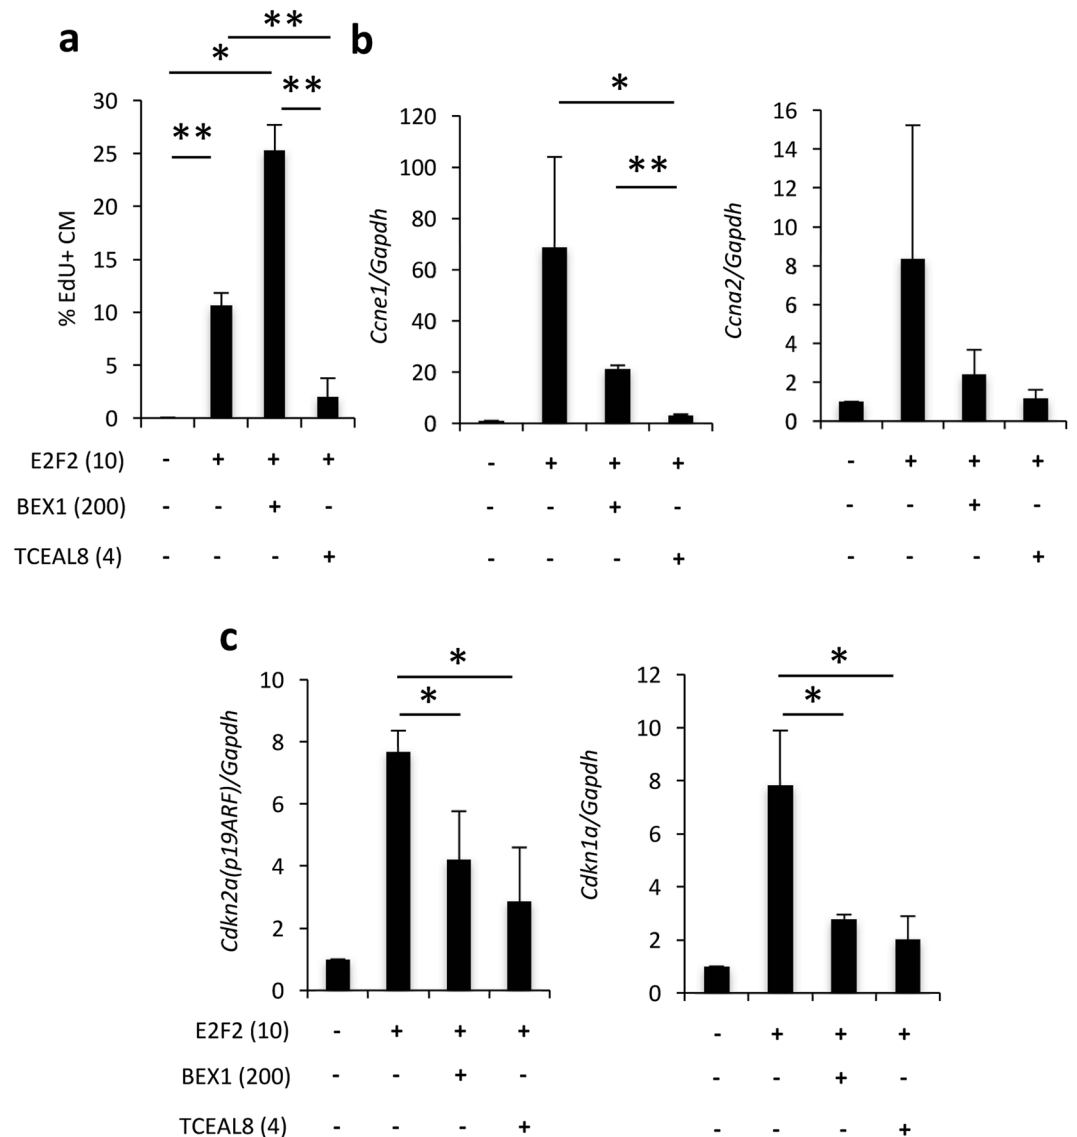 a
**
*
**
**
% EdU+ CM
30
25
20
15
10
5
0
E2F2 (10) - + + +
BEX1 (200) - - + -
TCEAL8 (4) - - - +
b
*
**
Ccne1/Gapdh
120
100
80
60
40
20
0
- + + +
- - + -
- - - +
Ccna2/Gapdh
16
14
12
10
8
6
4
2
0
- + + +
- - + -
- - - +
c
*
*
Cdkn2a(p19ARF)/Gapdh
10
8
6
4
2
0
E2F2 (10) - + + +
BEX1 (200) - - + -
TCEAL8 (4) - - - +
*
*
Cdkn1a/Gapdh
12
10
8
6
4
2
0
- + + +
- - + -
- - - +